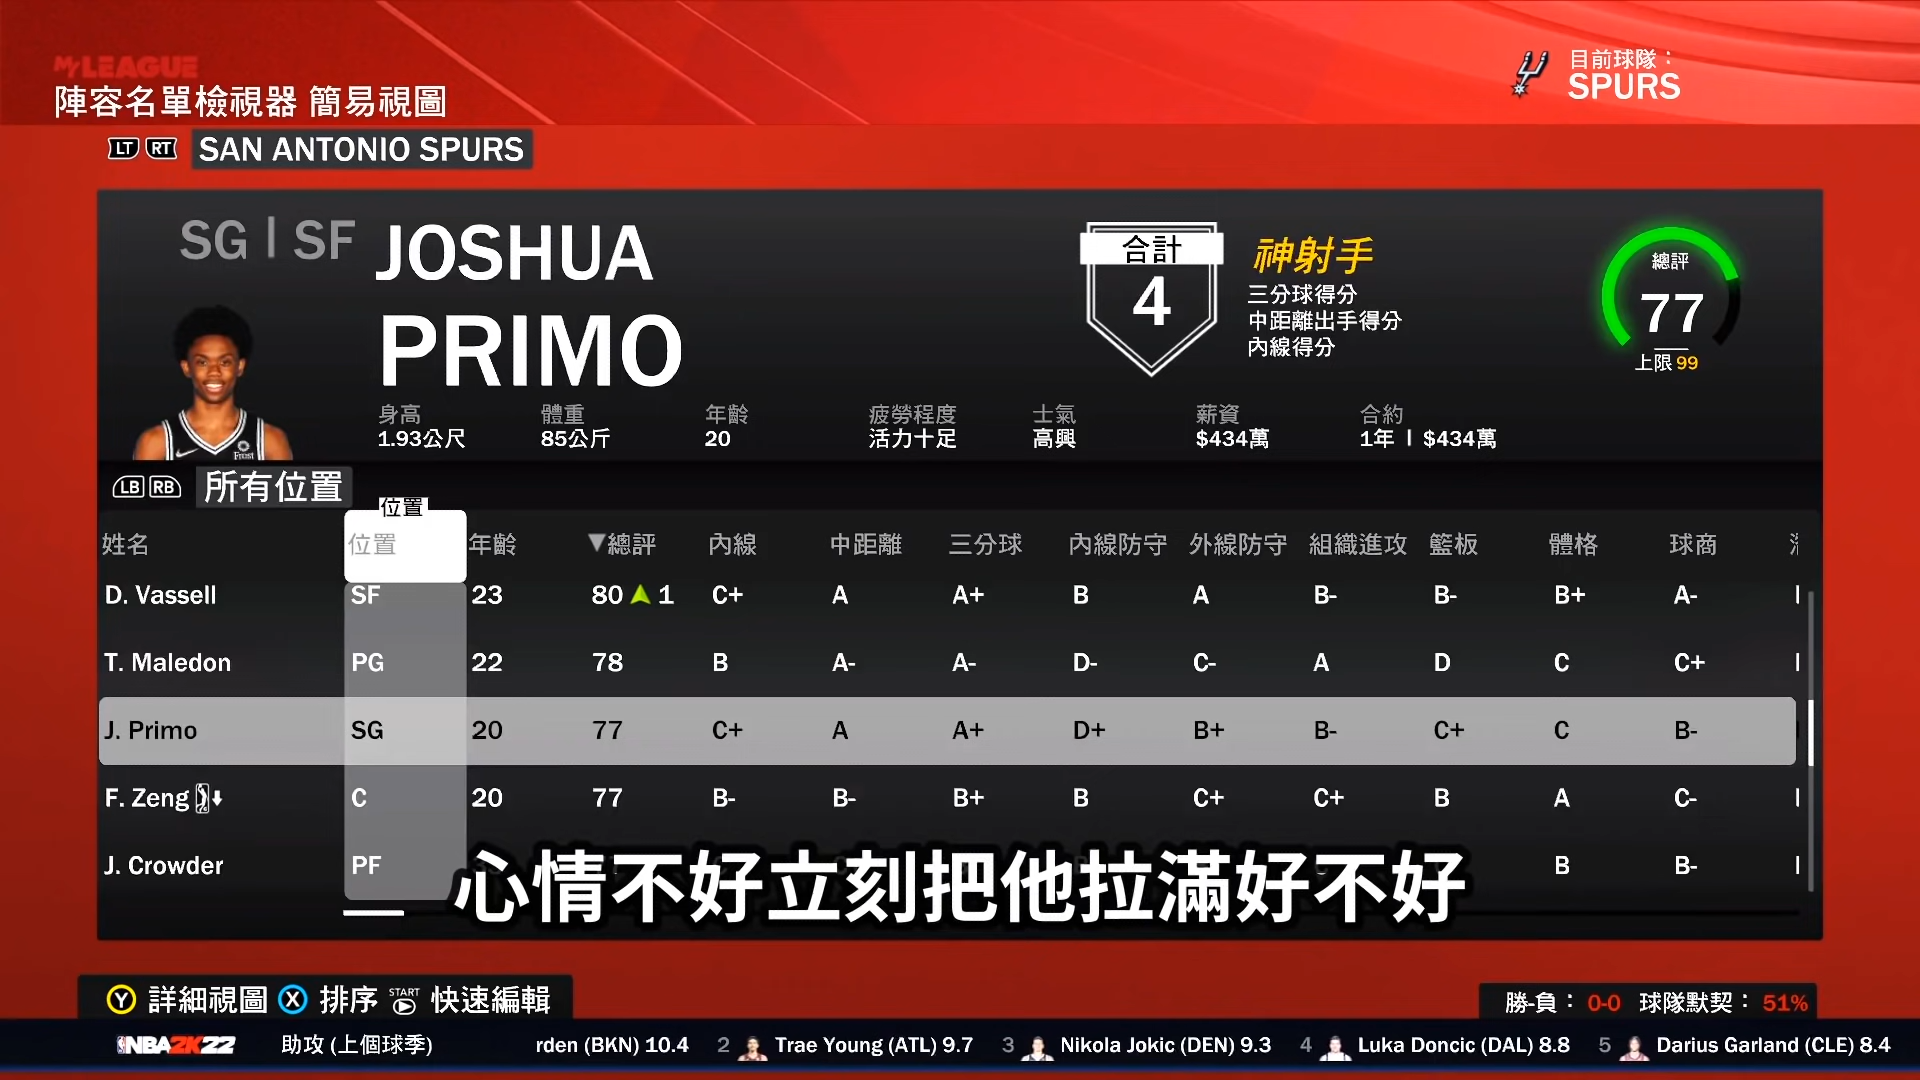 MyLEAGUE
陣容名單檢視器 簡易視圖
目前球隊：
SPURS
LT RT SAN ANTONIO SPURS
SG | SF JOSHUA
PRIMO
合計
4
神射手
三分球得分
中距離出手得分
內線得分
總評
77
上限 99
身高 體重 年齡 疲勞程度 士氣 薪資 合約
1.93公尺 85公斤 20 活力十足 高興 $434萬 1年 | $434萬
LB RB 所有位置
位置
姓名 位置 年齡 ▼總評 內線 中距離 三分球 內線防守 外線防守 組織進攻 籃板 體格 球商
D. Vassell SF 23 80 ▲ 1 C+ A A+ B A B- B- B+ A-
T. Maledon PG 22 78 B A- A- D- C- A D C C+
J. Primo SG 20 77 C+ A A+ D+ B+ B- C+ C B-
F. Zeng C 20 77 B- B- B+ B C+ C+ B A C-
J. Crowder PF B B-
心情不好立刻把他拉滿好不好
Y 詳細視圖 X 排序 START 快速編輯
勝-負： 0-0 球隊默契： 51%
NBA2K22 助攻 (上個球季) rden (BKN) 10.4 2 Trae Young (ATL) 9.7 3 Nikola Jokic (DEN) 9.3 4 Luka Doncic (DAL) 8.8 5 Darius Garland (CLE) 8.4